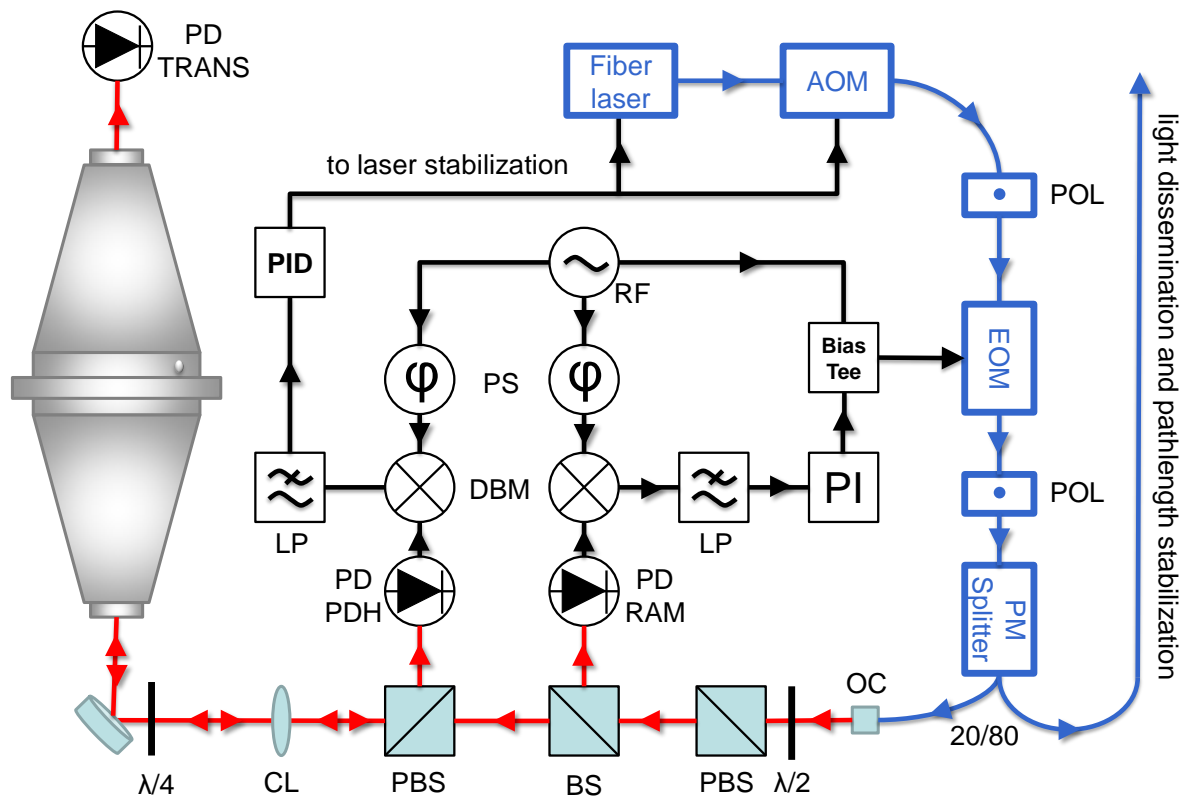 PD
TRANS
Fiber
laser
AOM
to laser stabilization
POL
PID
RF
EOM
φ
PS
φ
Bias
Tee
DBM
PI
POL
LP
LP
PD
PDH
PD
RAM
PM
Splitter
OC
20/80
λ/4
CL
PBS
BS
PBS
λ/2
light dissemination and pathlength stabilization